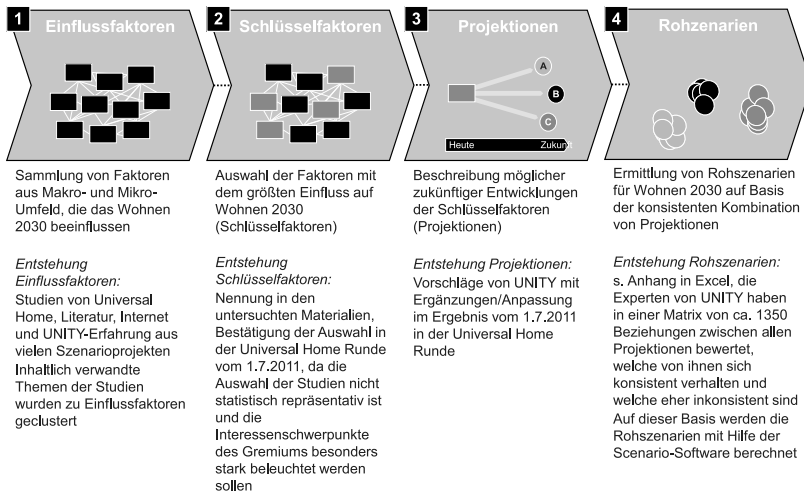 1 Einflussfaktoren
2 Schlüsselfaktoren
3 Projektionen
4 Rohzenarien
A
B
C
Heute Zukunft
Sammlung von Faktoren
aus Makro- und Mikro-
Umfeld, die das Wohnen
2030 beeinflussen
Entstehung
Einflussfaktoren:
Studien von Universal
Home, Literatur, Internet
und UNITY-Erfahrung aus
vielen Szenarioprojekten
Inhaltlich verwandte
Themen der Studien
wurden zu Einflussfaktoren
geclustert
Auswahl der Faktoren mit
dem größten Einfluss auf
Wohnen 2030
(Schlüsselfaktoren)
Entstehung
Schlüsselfaktoren:
Nennung in den
untersuchten Materialien,
Bestätigung der Auswahl in
der Universal Home Runde
vom 1.7.2011, da die
Auswahl der Studien nicht
statistisch repräsentativ ist
und die
Interessenschwerpunkte
des Gremiums besonders
stark beleuchtet werden
sollen
Beschreibung möglicher
zukünftiger Entwicklungen
der Schlüsselfaktoren
(Projektionen)
Entstehung Projektionen:
Vorschläge von UNITY mit
Ergänzungen/Anpassung
im Ergebnis vom 1.7.2011
in der Universal Home
Runde
Ermittlung von Rohszenarien
für Wohnen 2030 auf Basis
der konsistenten Kombination
von Projektionen
Entstehung Rohszenarien:
s. Anhang in Excel, die
Experten von UNITY haben
in einer Matrix von ca. 1350
Beziehungen zwischen allen
Projektionen bewertet,
welche von ihnen sich
konsistent verhalten und
welche eher inkonsistent sind
Auf dieser Basis werden die
Rohszenarien mit Hilfe der
Scenario-Software berechnet